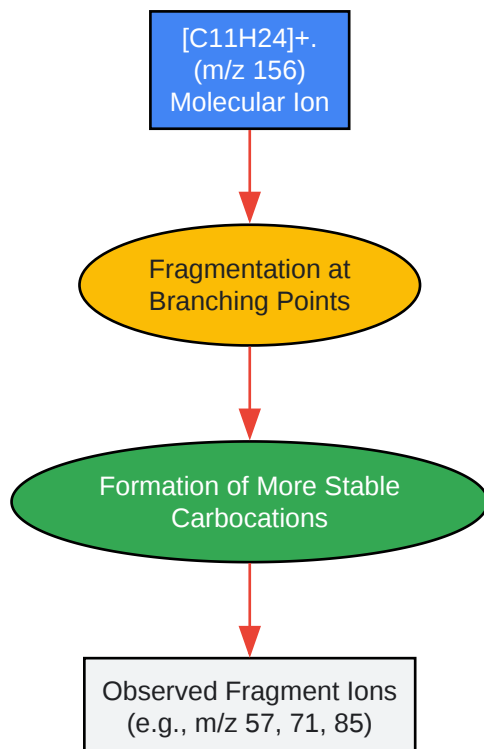 [C11H24]+.
(m/z 156)
Molecular Ion
Fragmentation at
Branching Points
Formation of More Stable
Carbocations
Observed Fragment Ions
(e.g., m/z 57, 71, 85)